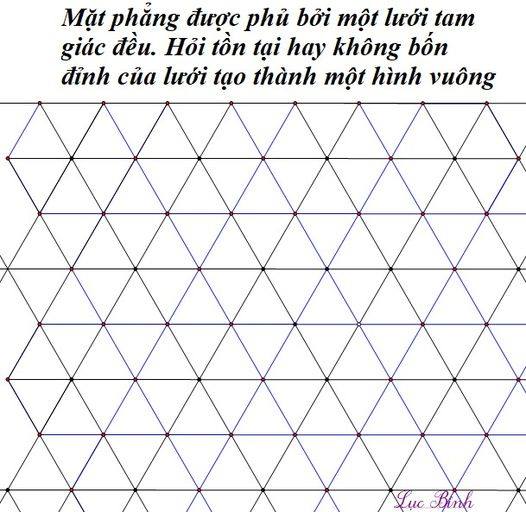 Mặt phẳng được phủ bởi một lưới tam
giác đều. Hỏi tồn tại hay không bốn
đỉnh của lưới tạo thành một hình vuông
Lục Bình